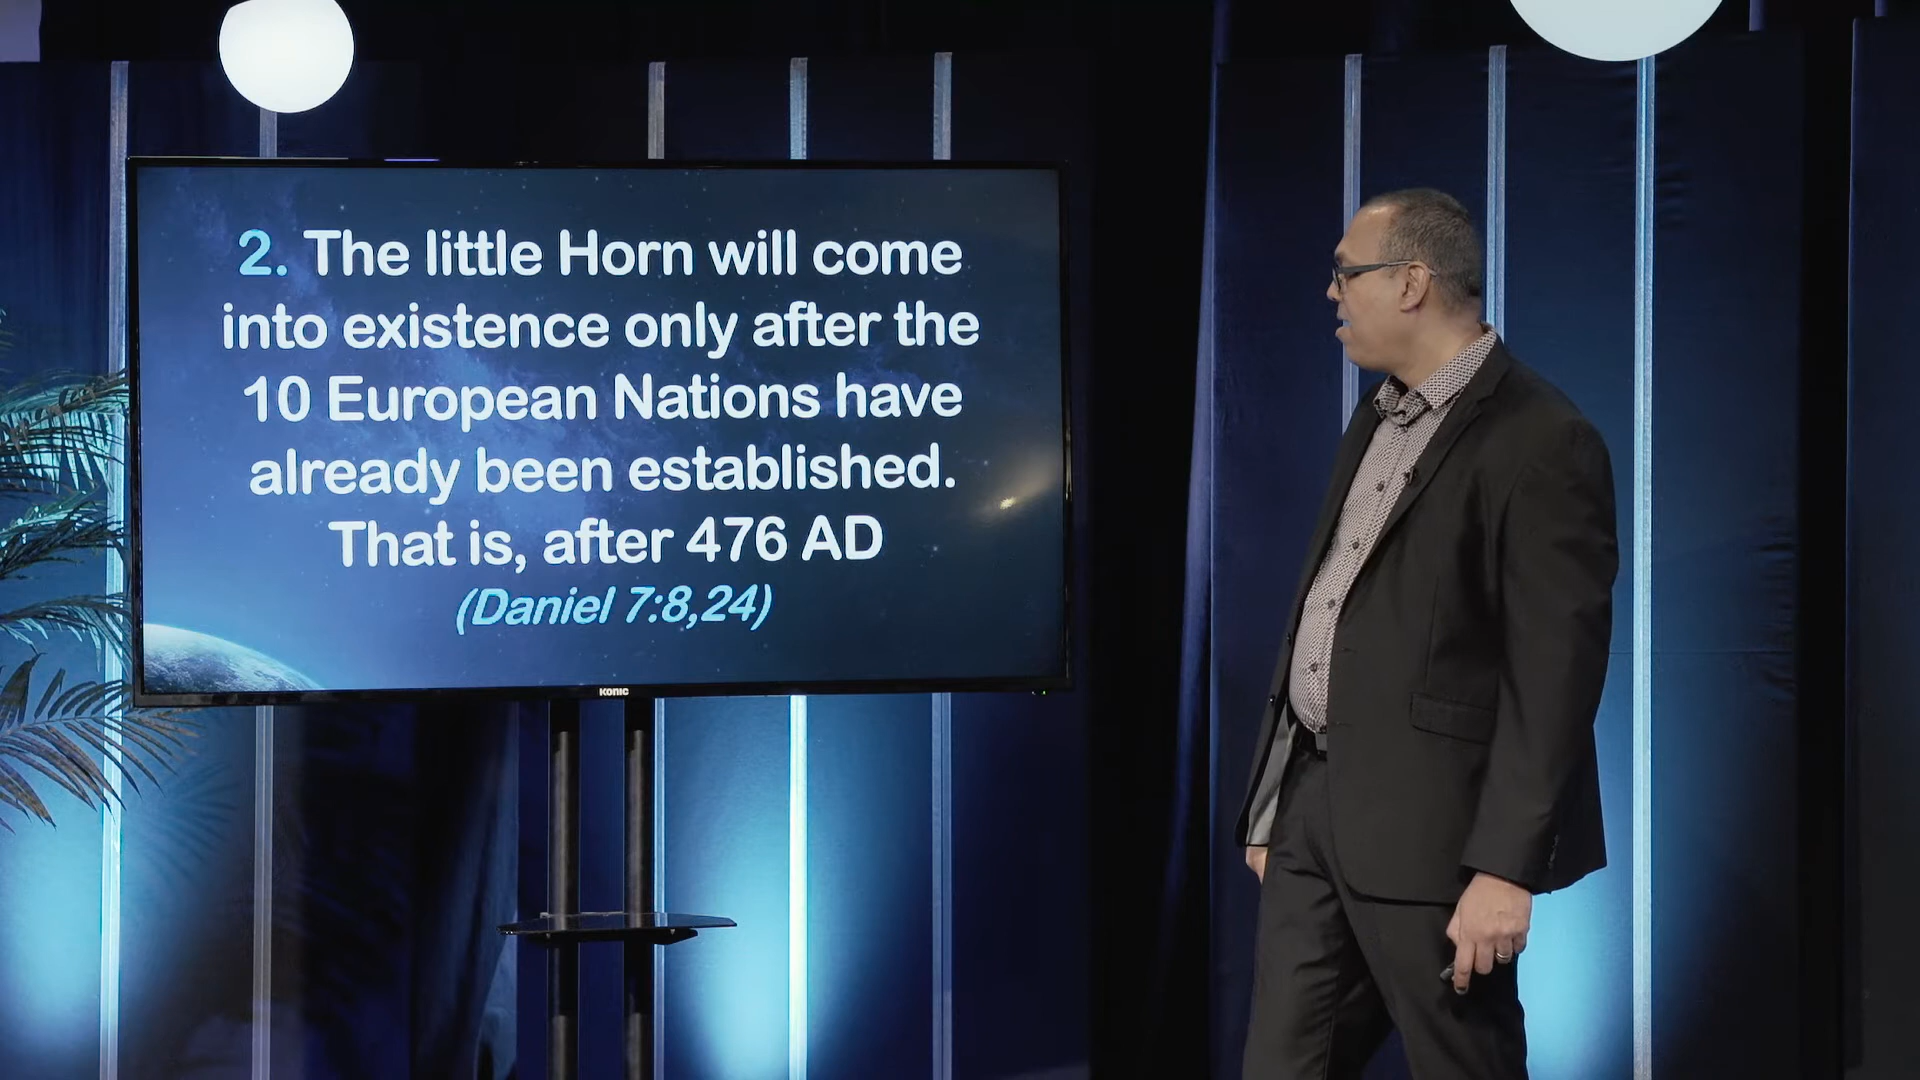 2. The little Horn will come
into existence only after the
10 European Nations have
already been established.
That is, after 476 AD
(Daniel 7:8,24)
KONIC